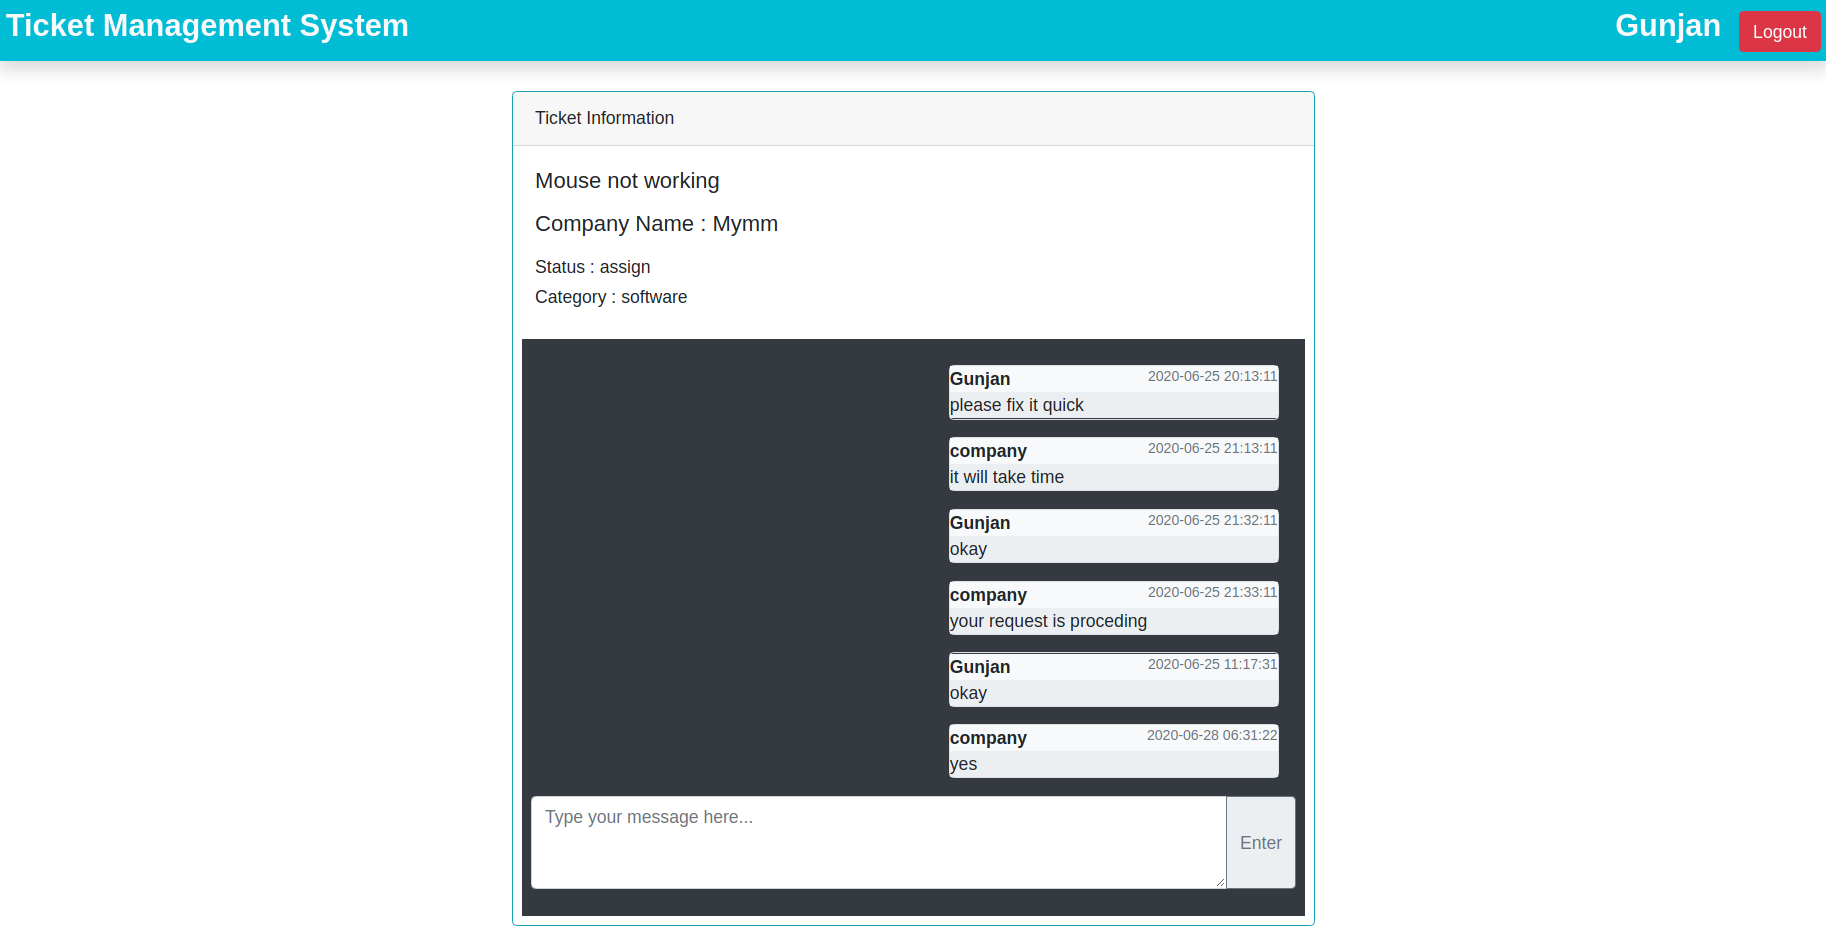 Ticket Management System
Gunjan
Logout
Ticket Information
Mouse not working
Company Name : Mymm
Status : assign
Category : software
Gunjan 2020-06-25 20:13:11
please fix it quick
company 2020-06-25 21:13:11
it will take time
Gunjan 2020-06-25 21:32:11
okay
company 2020-06-25 21:33:11
your request is proceding
Gunjan 2020-06-25 11:17:31
okay
company 2020-06-28 06:31:22
yes
Type your message here...
Enter